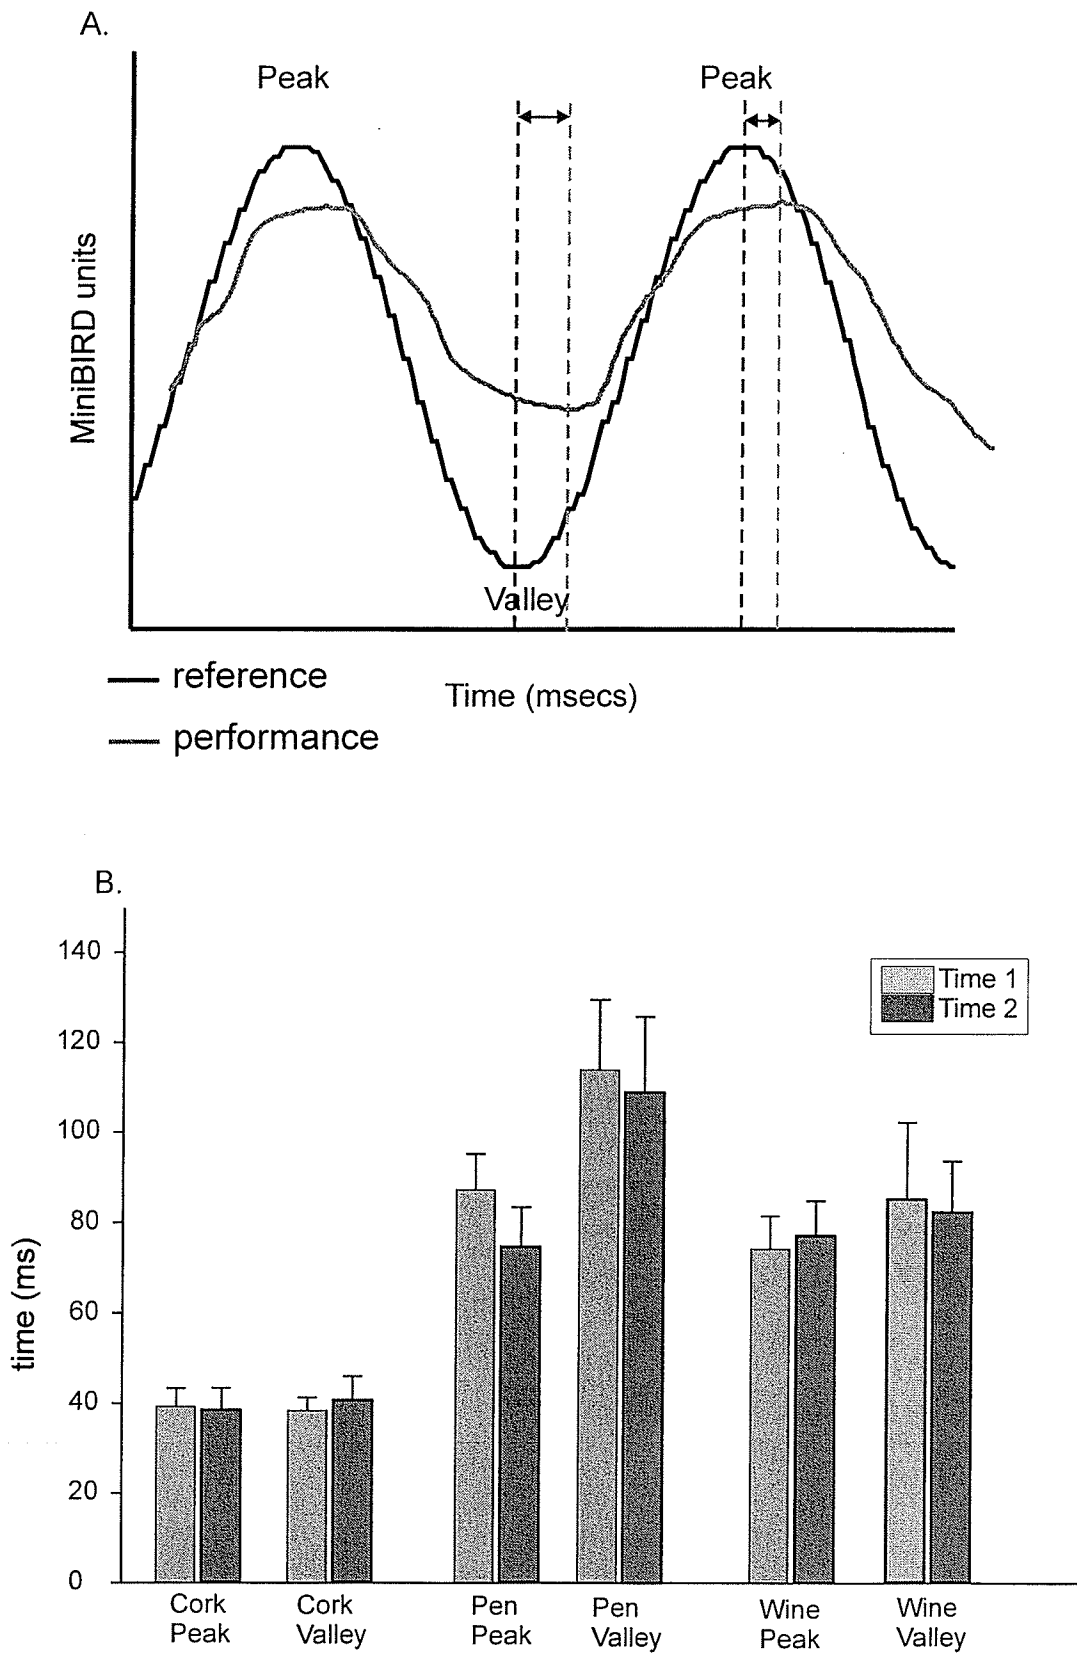 A.
Peak
Peak
MiniBIRD units
Valley
reference
Time (msecs)
performance
B.
140
Time 1
Time 2
120
100
80
60
40
20
0
time (ms)
Cork
Peak
Cork
Valley
Pen
Peak
Pen
Valley
Wine
Peak
Wine
Valley